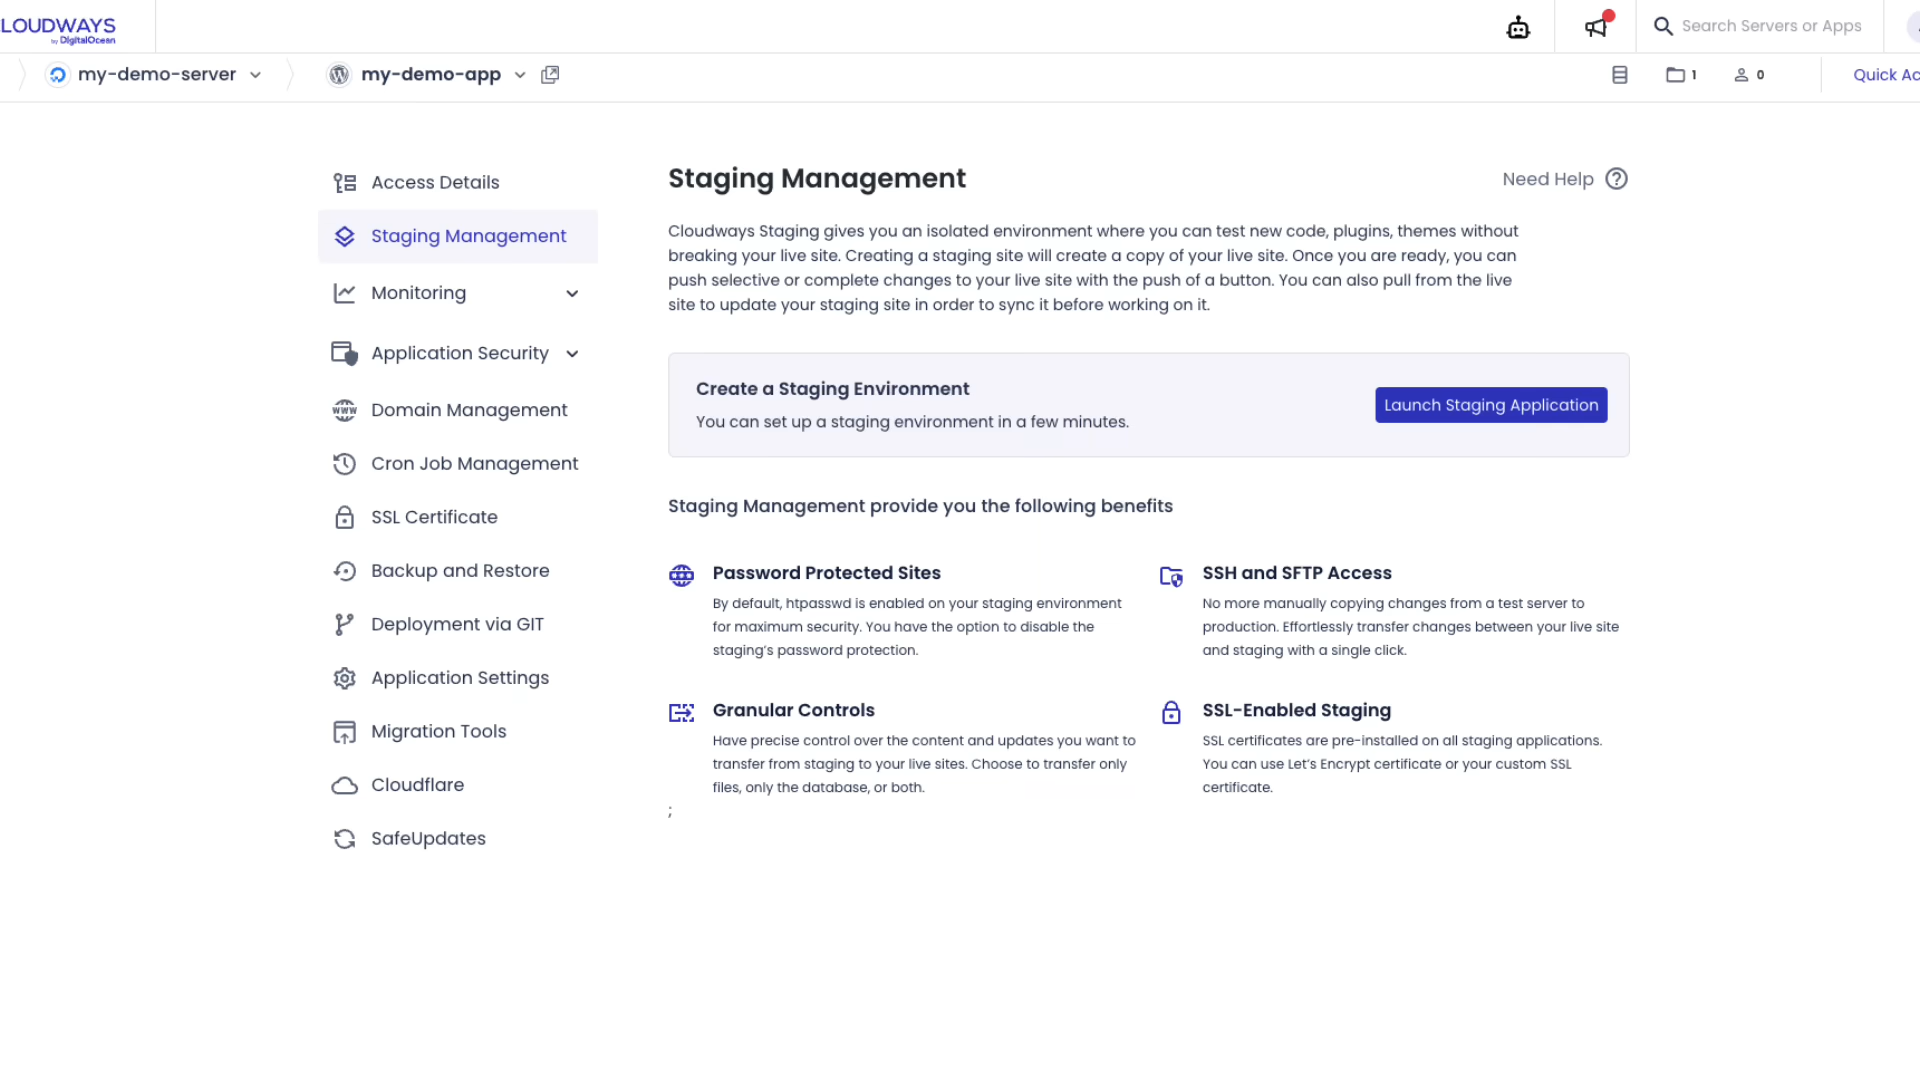 LOUDWAYS
by DigitalOcean
Search Servers or Apps
my-demo-server
my-demo-app
1
0
Quick Ac
Access Details
Staging Management
Monitoring
Application Security
WWW
Domain Management
Cron Job Management
SSL Certificate
Backup and Restore
Deployment via GIT
Application Settings
Migration Tools
Cloudflare
SafeUpdates
Staging Management
Need Help
Cloudways Staging gives you an isolated environment where you can test new code, plugins, themes without
breaking your live site. Creating a staging site will create a copy of your live site. Once you are ready, you can
push selective or complete changes to your live site with the push of a button. You can also pull from the live
site to update your staging site in order to sync it before working on it.
Create a Staging Environment
You can set up a staging environment in a few minutes.
Launch Staging Application
Staging Management provide you the following benefits
Password Protected Sites
By default, htpasswd is enabled on your staging environment
for maximum security. You have the option to disable the
staging’s password protection.
SSH and SFTP Access
No more manually copying changes from a test server to
production. Effortlessly transfer changes between your live site
and staging with a single click.
Granular Controls
Have precise control over the content and updates you want to
transfer from staging to your live sites. Choose to transfer only
files, only the database, or both.
SSL-Enabled Staging
SSL certificates are pre-installed on all staging applications.
You can use Let’s Encrypt certificate or your custom SSL
certificate.
;